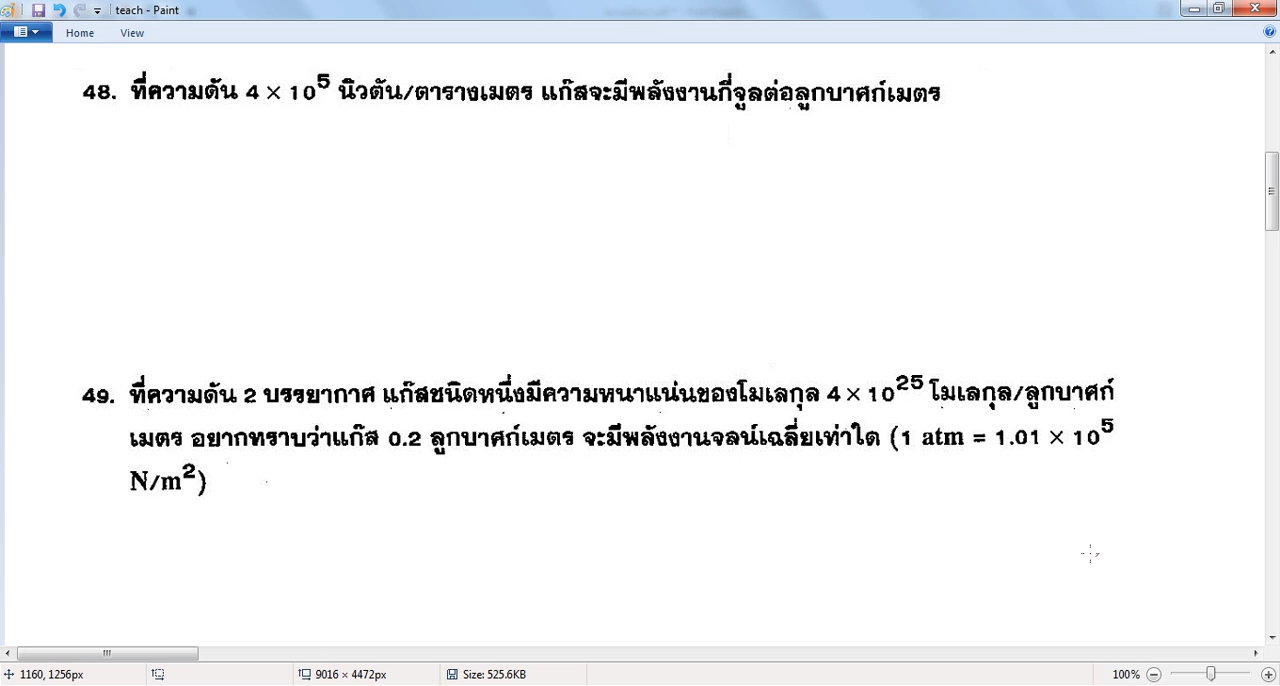 teach - Paint
Home View
48. ที่ความดัน 4 × 10⁵ นิวตัน/ตารางเมตร แก๊สจะมีพลังงานกี่จูลต่อลูกบาศก์เมตร
49. ที่ความดัน 2 บรรยากาศ แก๊สชนิดหนึ่งมีความหนาแน่นของโมเลกุล 4 × 10²⁵ โมเลกุล/ลูกบาศก์
เมตร อยากทราบว่าแก๊ส 0.2 ลูกบาศก์เมตร จะมีพลังงานจลน์เฉลี่ยเท่าใด (1 atm = 1.01 × 10⁵
N/m²)
1160, 1256px 9016 × 4472px Size: 525.6KB 100%